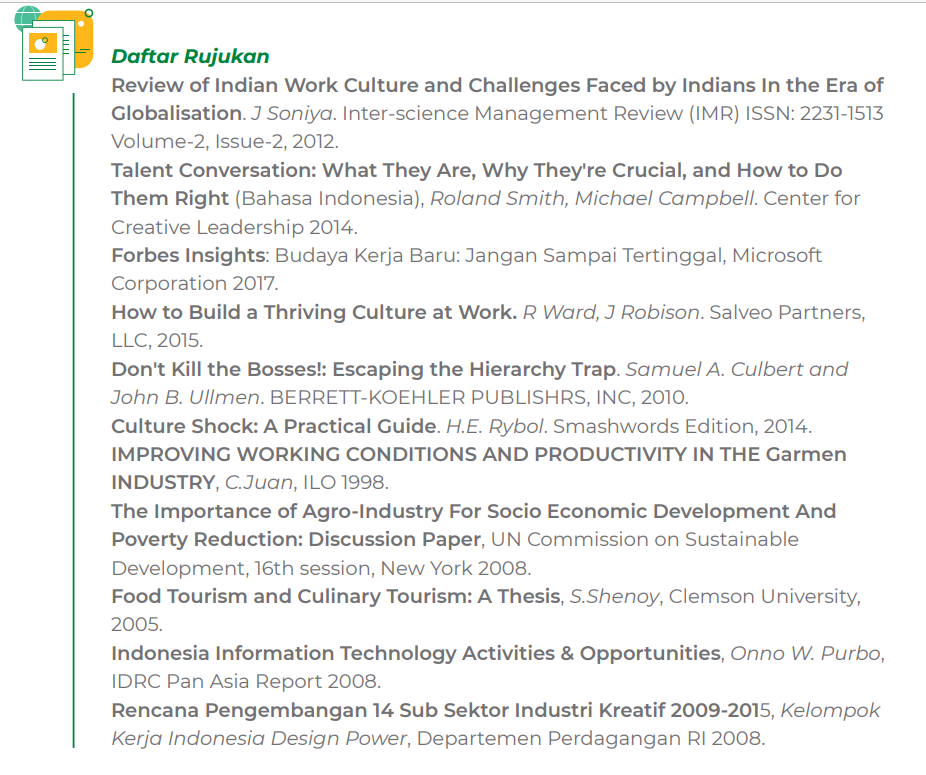 Daftar Rujukan
Review of Indian Work Culture and Challenges Faced by Indians In the Era of
Globalisation. J Soniya. Inter-science Management Review (IMR) ISSN: 2231-1513
Volume-2, Issue-2, 2012.
Talent Conversation: What They Are, Why They're Crucial, and How to Do
Them Right (Bahasa Indonesia), Roland Smith, Michael Campbell. Center for
Creative Leadership 2014.
Forbes Insights: Budaya Kerja Baru: Jangan Sampai Tertinggal, Microsoft
Corporation 2017.
How to Build a Thriving Culture at Work. R Ward, J Robison. Salveo Partners,
LLC, 2015.
Don't Kill the Bosses!: Escaping the Hierarchy Trap. Samuel A. Culbert and
John B. Ullmen. BERRETT-KOEHLER PUBLISHRS, INC, 2010.
Culture Shock: A Practical Guide. H.E. Rybol. Smashwords Edition, 2014.
IMPROVING WORKING CONDITIONS AND PRODUCTIVITY IN THE Garmen
INDUSTRY, C.Juan, ILO 1998.
The Importance of Agro-Industry For Socio Economic Development And
Poverty Reduction: Discussion Paper, UN Commission on Sustainable
Development, 16th session, New York 2008.
Food Tourism and Culinary Tourism: A Thesis, S.Shenoy, Clemson University,
2005.
Indonesia Information Technology Activities & Opportunities, Onno W. Purbo,
IDRC Pan Asia Report 2008.
Rencana Pengembangan 14 Sub Sektor Industri Kreatif 2009-2015, Kelompok
Kerja Indonesia Design Power, Departemen Perdagangan RI 2008.